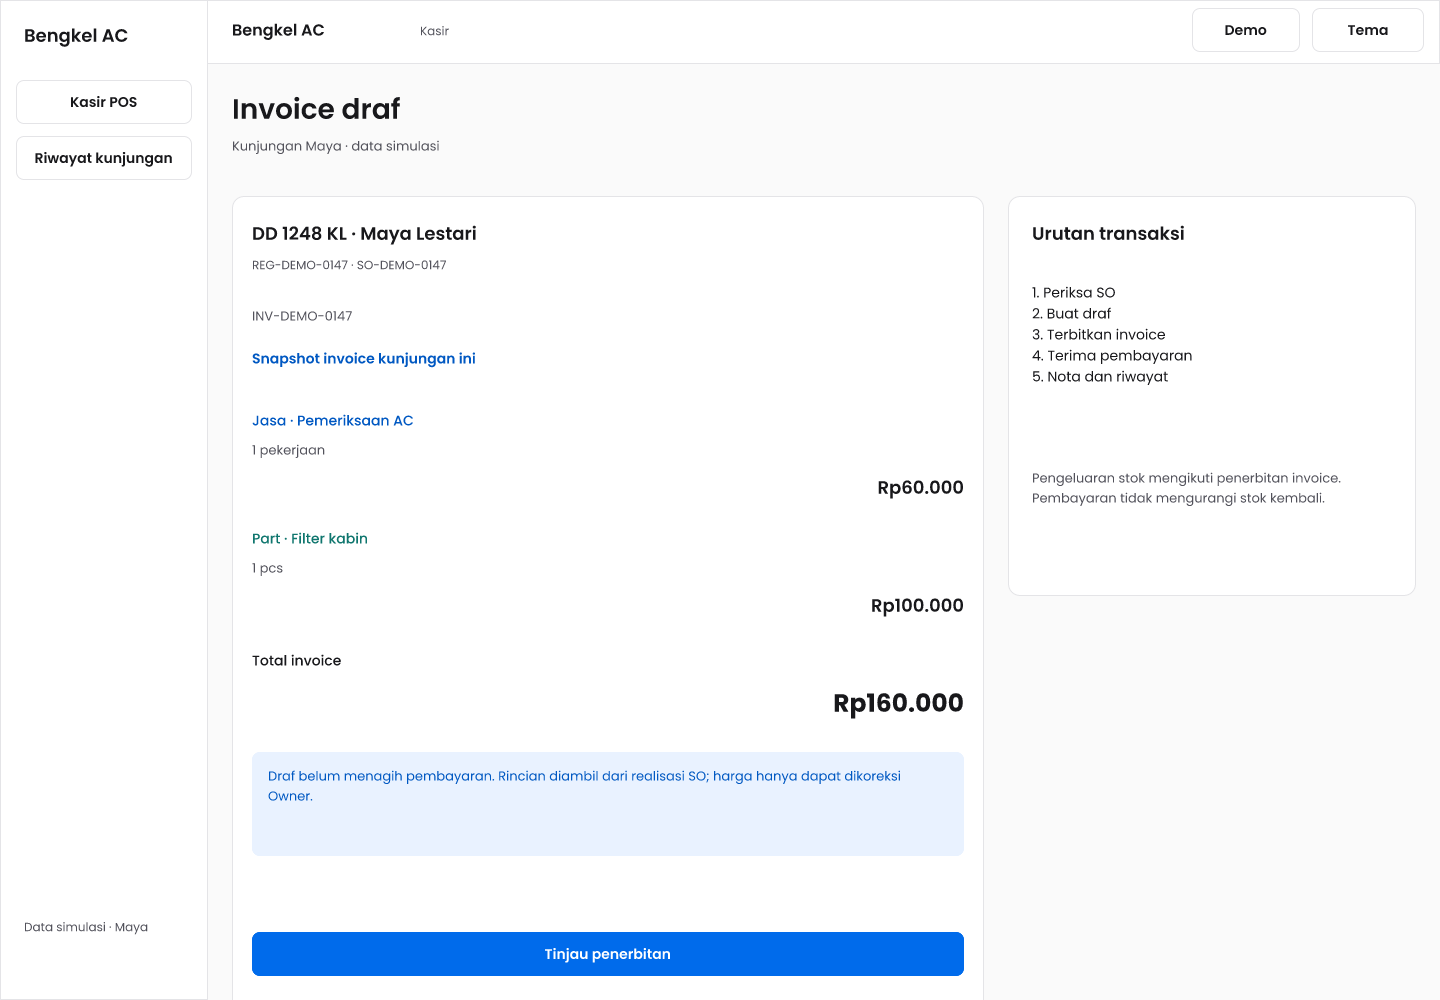 Bengkel AC
Kasir POS
Riwayat kunjungan
Data simulasi · Maya
Bengkel AC
Kasir
Demo
Tema
Invoice draf
Kunjungan Maya · data simulasi
DD 1248 KL · Maya Lestari
REG-DEMO-0147 · SO-DEMO-0147
INV-DEMO-0147
Snapshot invoice kunjungan ini
Jasa · Pemeriksaan AC
1 pekerjaan
Rp60.000
Part · Filter kabin
1 pcs
Rp100.000
Total invoice
Rp160.000
Draf belum menagih pembayaran. Rincian diambil dari realisasi SO; harga hanya dapat dikoreksi
Owner.
Tinjau penerbitan
Urutan transaksi
1. Periksa SO
2. Buat draf
3. Terbitkan invoice
4. Terima pembayaran
5. Nota dan riwayat
Pengeluaran stok mengikuti penerbitan invoice.
Pembayaran tidak mengurangi stok kembali.